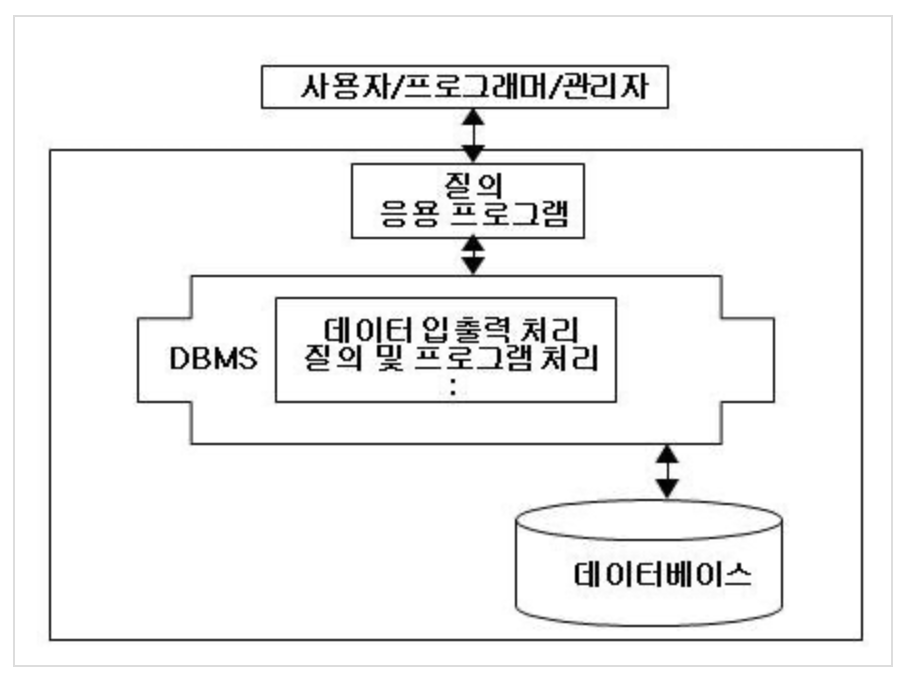 사용자/프로그래머/관리자
질의
응용 프로그램
데이터 입출력 처리
DBMS
질의 및 프로그램 처리
:
데이터베이스